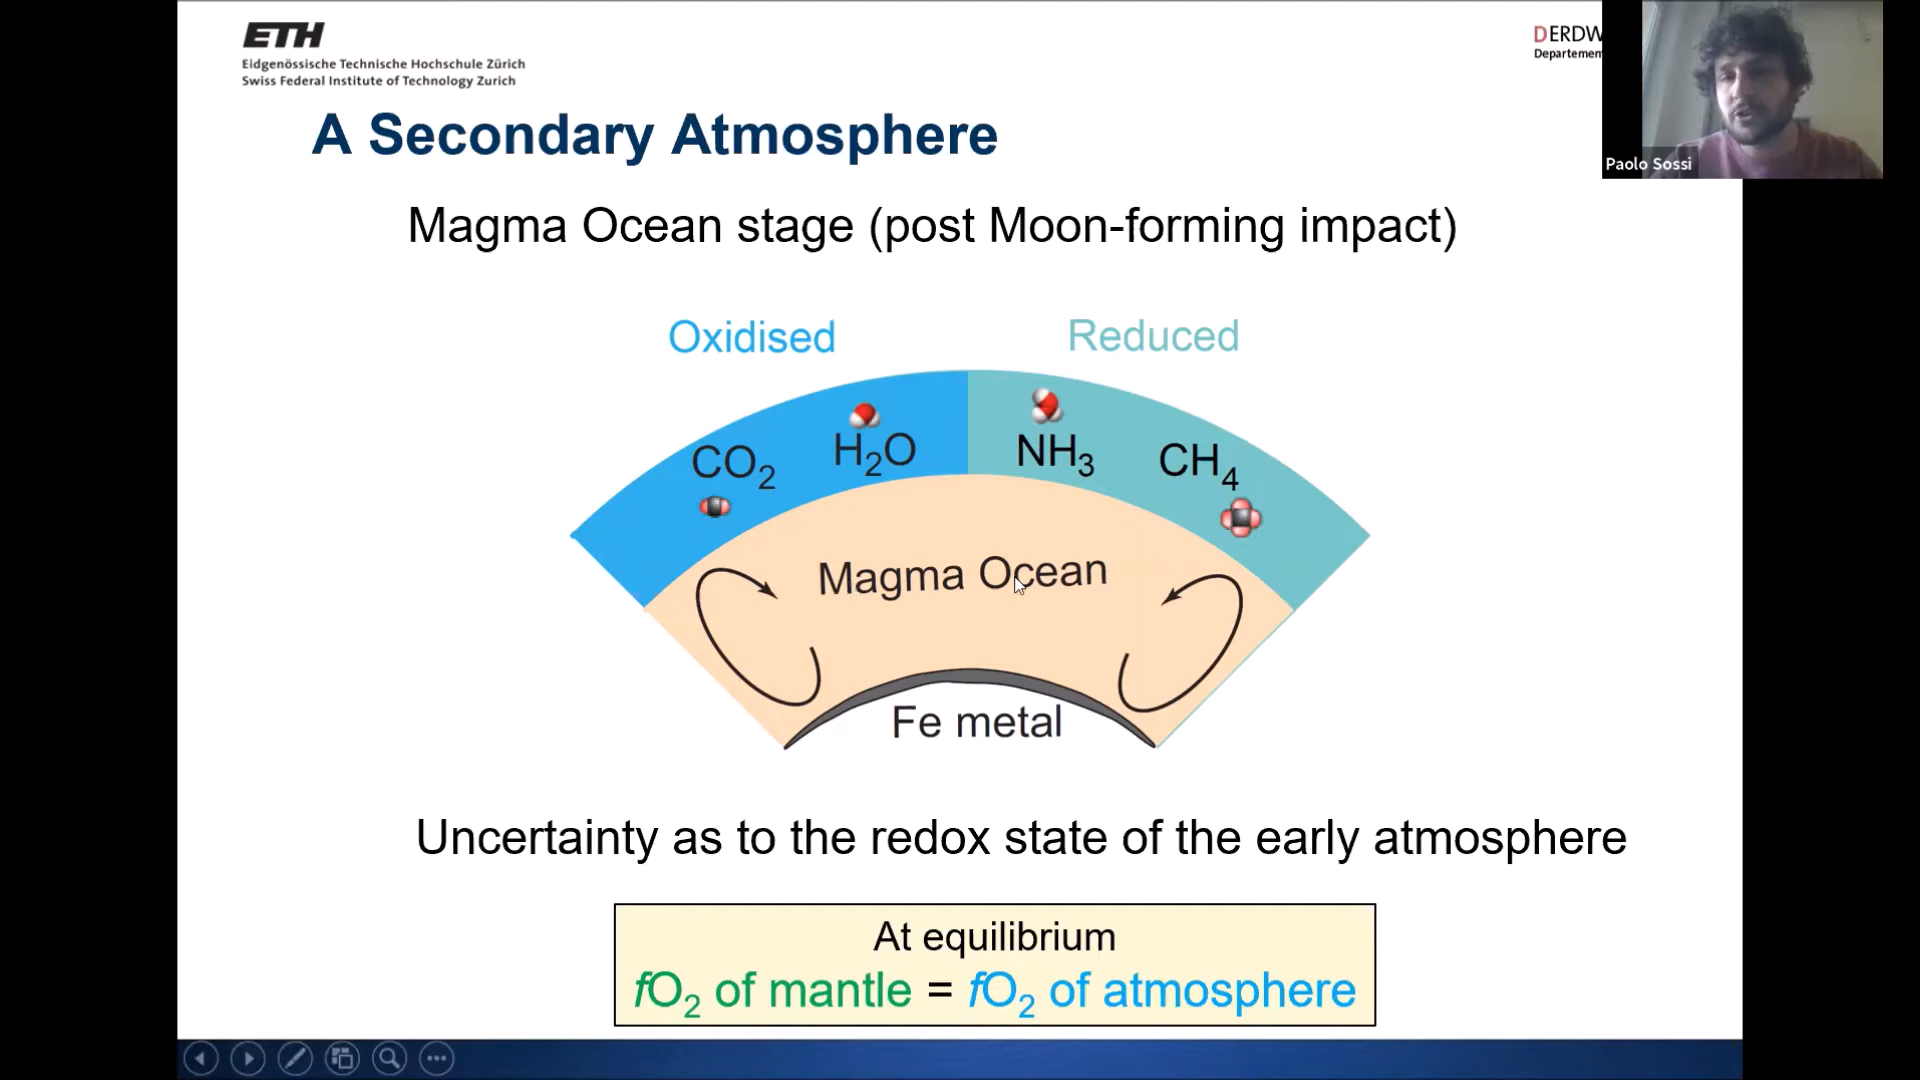 ETH
Eidgenössische Technische Hochschule Zürich
Swiss Federal Institute of Technology Zurich
DERDW
Departemen
Paolo Sossi
A Secondary Atmosphere
Magma Ocean stage (post Moon-forming impact)
Oxidised
Reduced
CO₂
H₂O
NH₃
CH₄
Magma Ocean
Fe metal
Uncertainty as to the redox state of the early atmosphere
At equilibrium
fO₂ of mantle = fO₂ of atmosphere